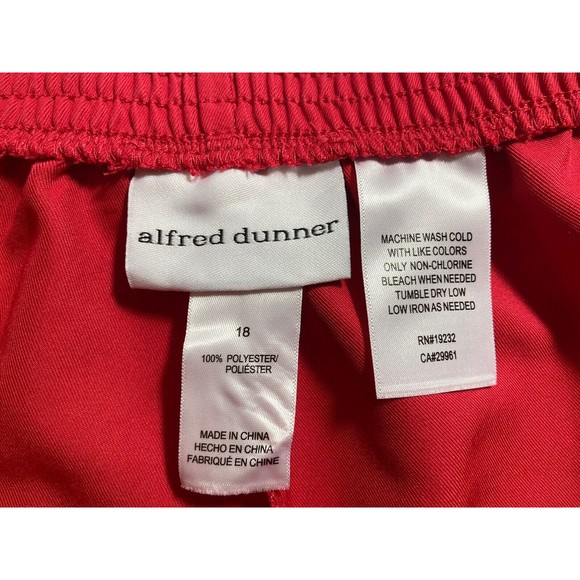 alfred dunner
18
100% POLYESTER/
POLIÉSTER
MADE IN CHINA
HECHO EN CHINA
FABRIQUÉ EN CHINE
MACHINE WASH COLD
WITH LIKE COLORS
ONLY NON-CHLORINE
BLEACH WHEN NEEDED
TUMBLE DRY LOW
LOW IRON AS NEEDED
RN#19232
CA#29961